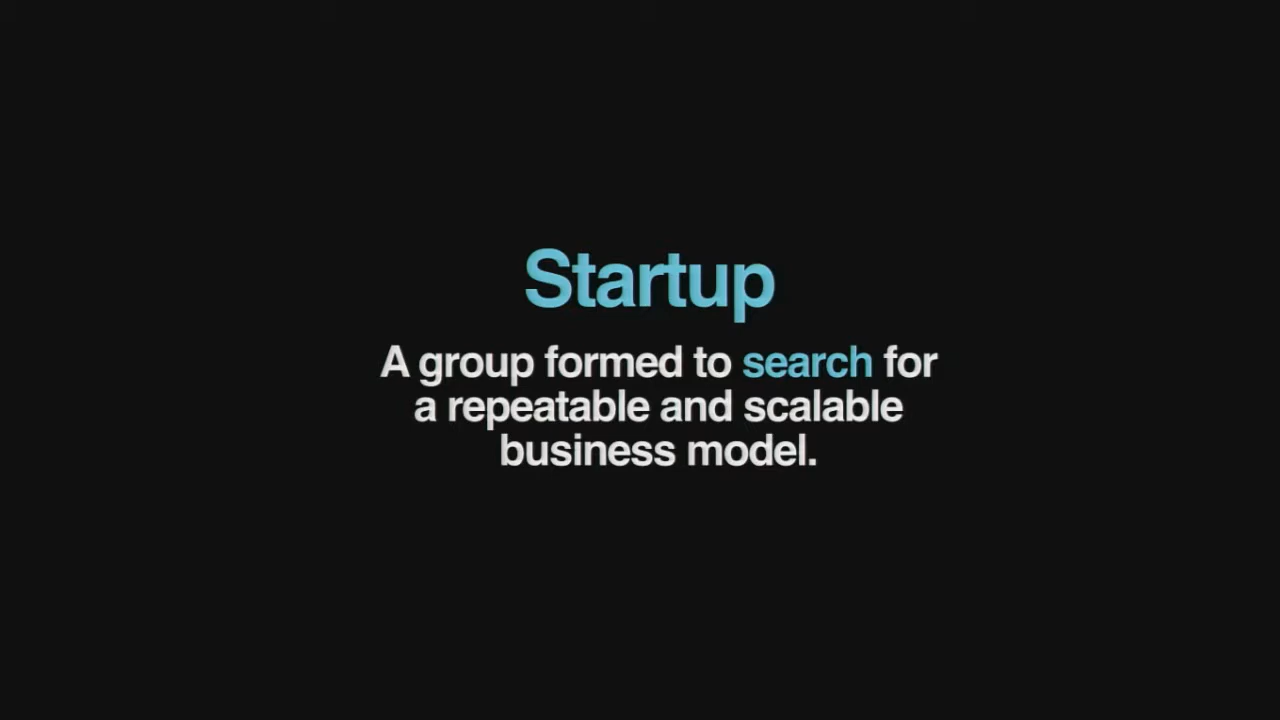 Startup
A group formed to search for
a repeatable and scalable
business model.